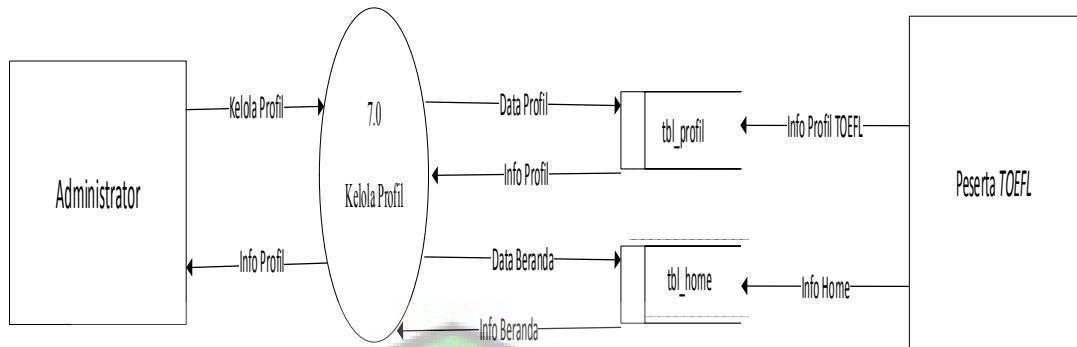 Administrator
Kelola Profil
Info Profil
7.0
Kelola Profil
Data Profil
Info Profil
Data Beranda
Info Beranda
tbl_profil
tbl_home
Info Profil TOEFL
Info Home
Peserta TOEFL